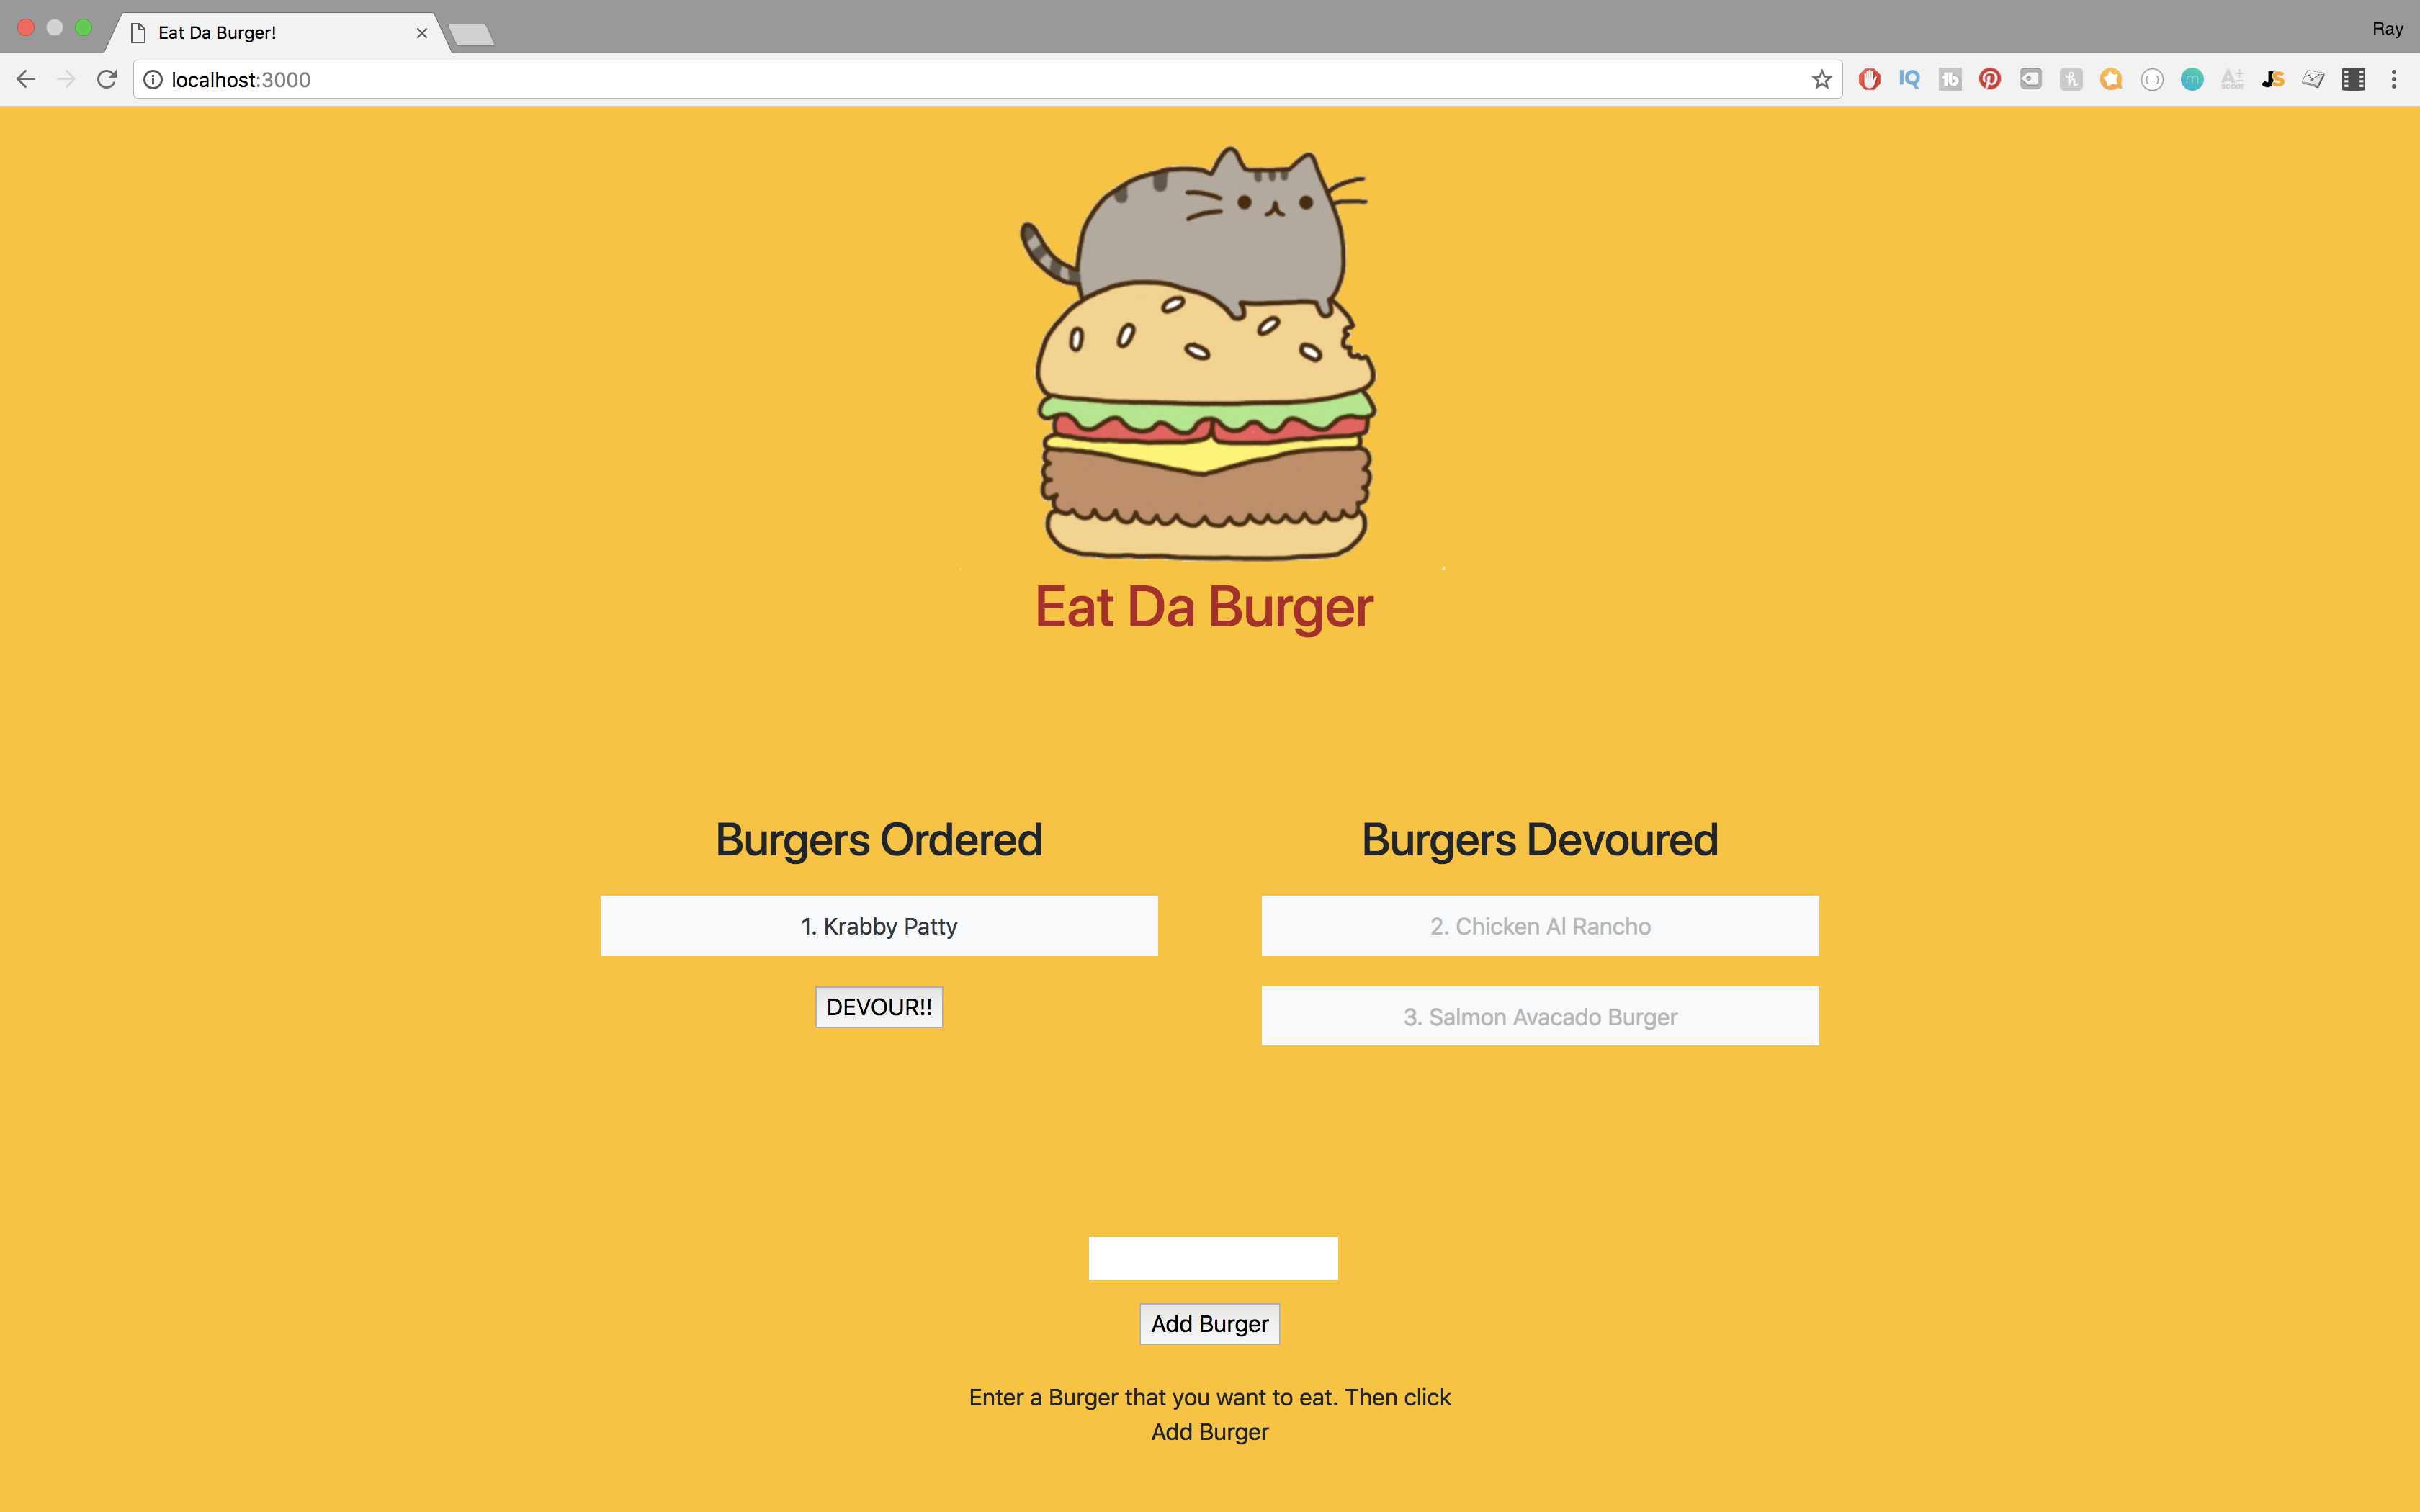 Eat Da Burger!
Ray
localhost:3000
Eat Da Burger
Burgers Ordered
Burgers Devoured
1. Krabby Patty
2. Chicken Al Rancho
DEVOUR!!
3. Salmon Avacado Burger
Add Burger
Enter a Burger that you want to eat. Then click
Add Burger